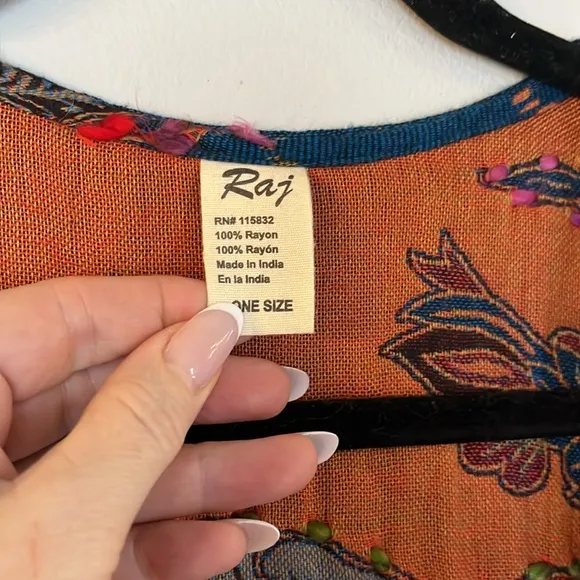 Raj
RN# 115832
100% Rayon
100% Rayón
Made In India
En la India
ONE SIZE